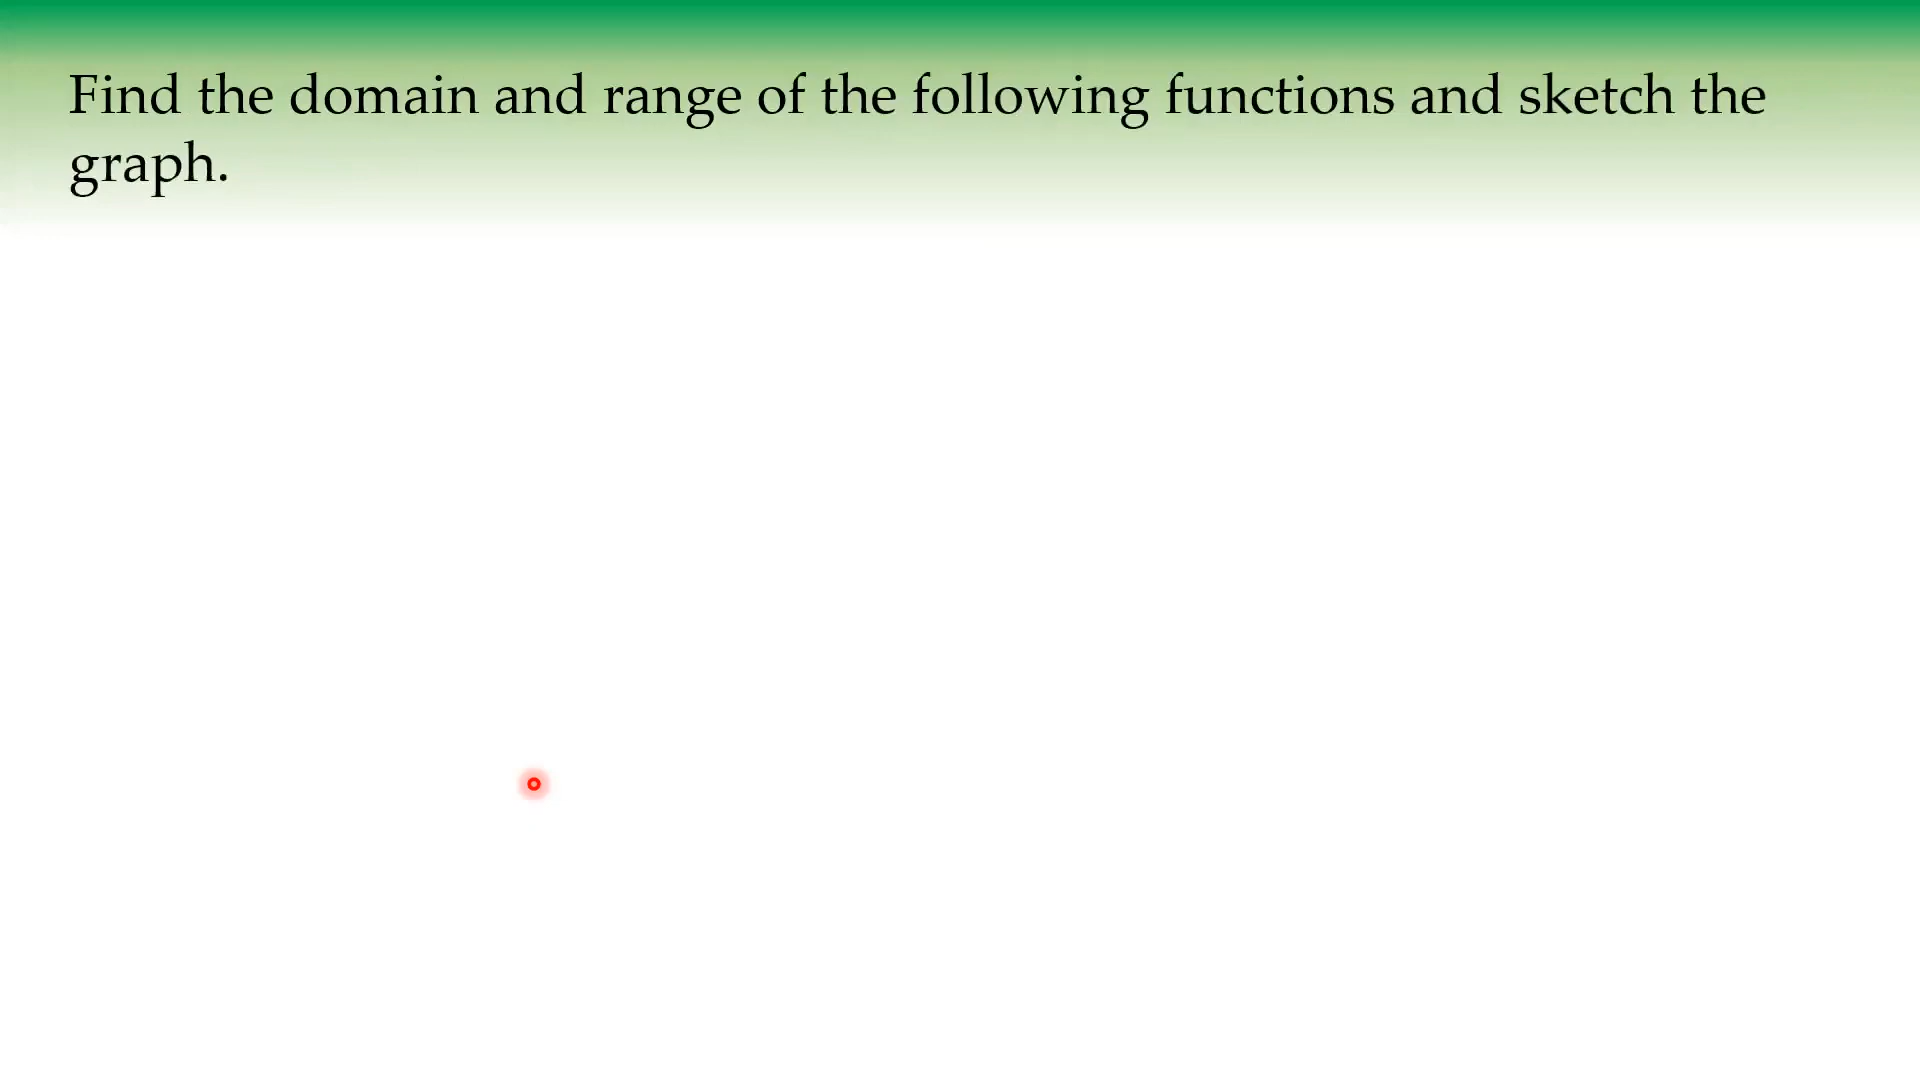 Find the domain and range of the following functions and sketch the
graph.